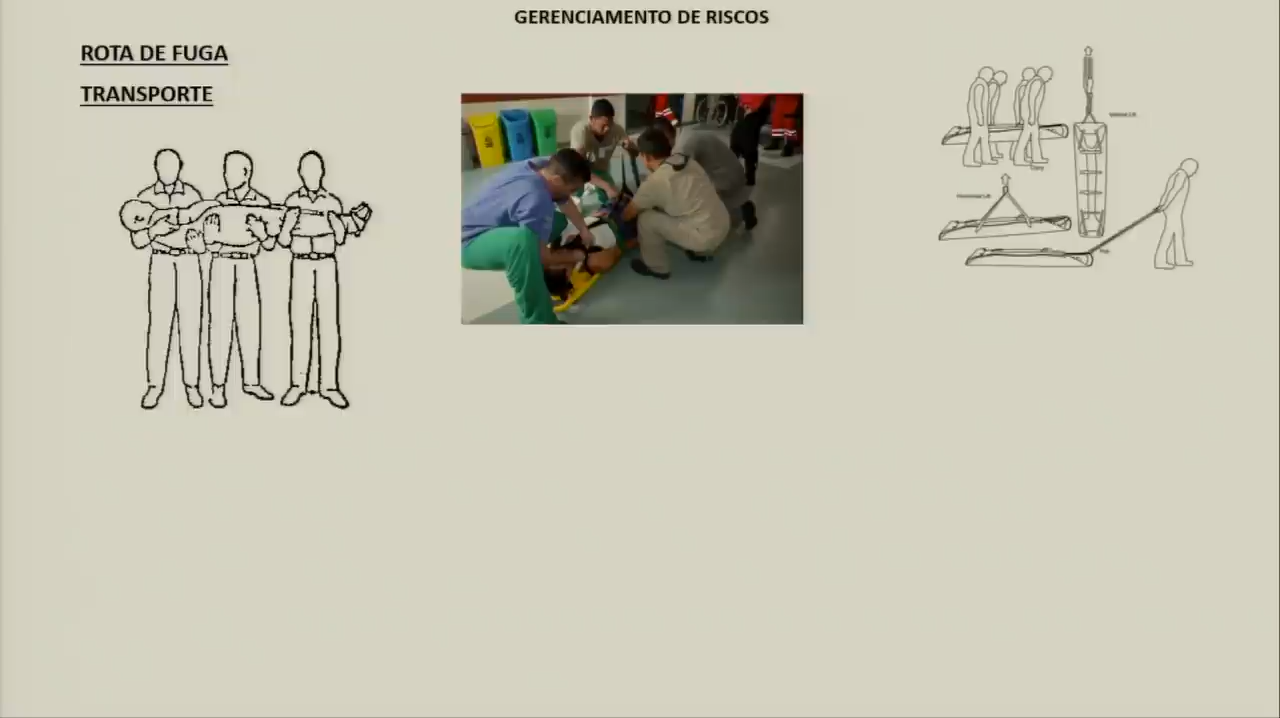 GERENCIAMENTO DE RISCOS
ROTA DE FUGA
TRANSPORTE